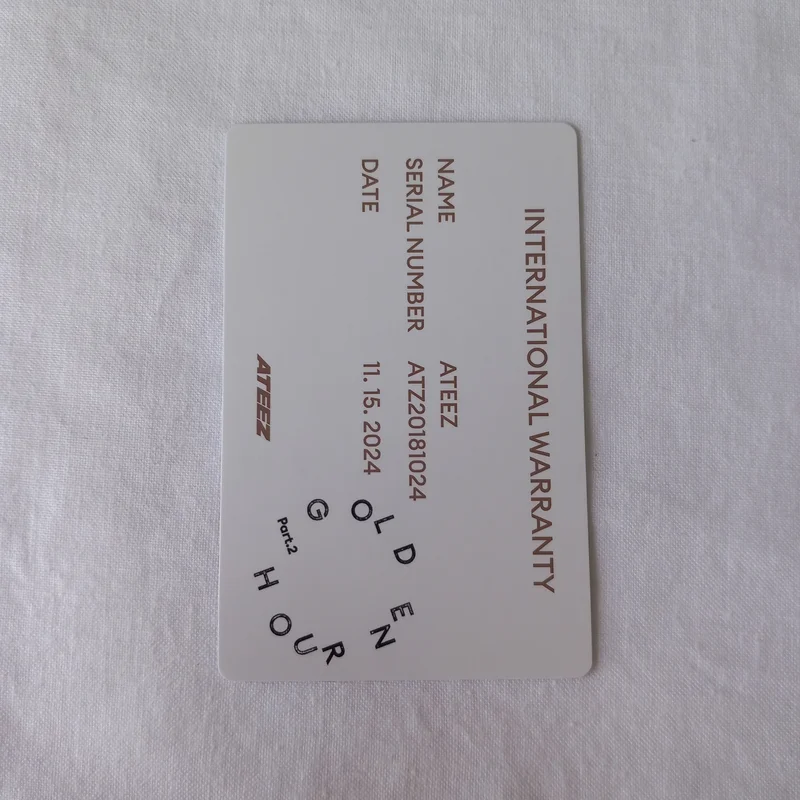 INTERNATIONAL WARRANTY
NAME ATEEZ
SERIAL NUMBER ATZ20181024
DATE 11. 15. 2024
GOLDEN
HOUR
Part.2
ATEEZ